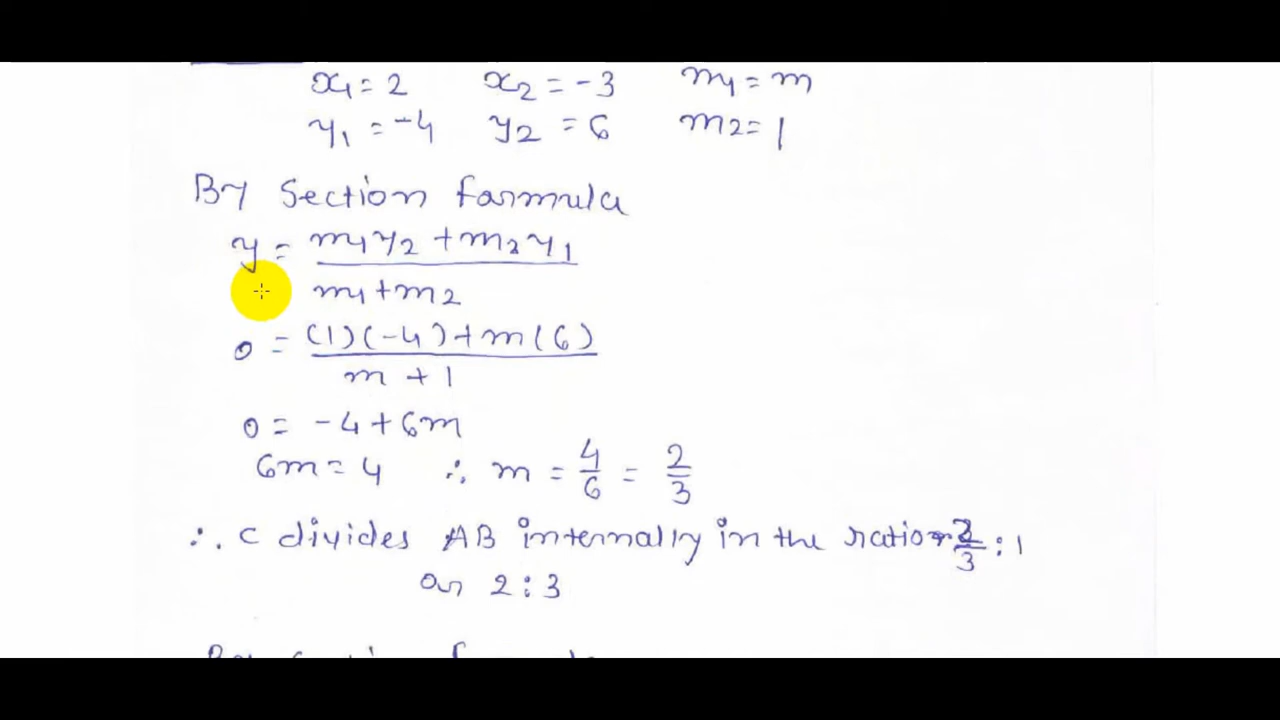 x₁ = 2 x₂ = -3 m₁ = m
y₁ = -4 y₂ = 6 m₂ = 1
By Section formula
y = m₁y₂ + m₂y₁
m₁ + m₂
0 = (1)(-4) + m(6)
m + 1
0 = -4 + 6m
6m = 4 ∴ m = 4/6 = 2/3
∴ C divides AB internally in the ratio 2/3 : 1
or 2 : 3